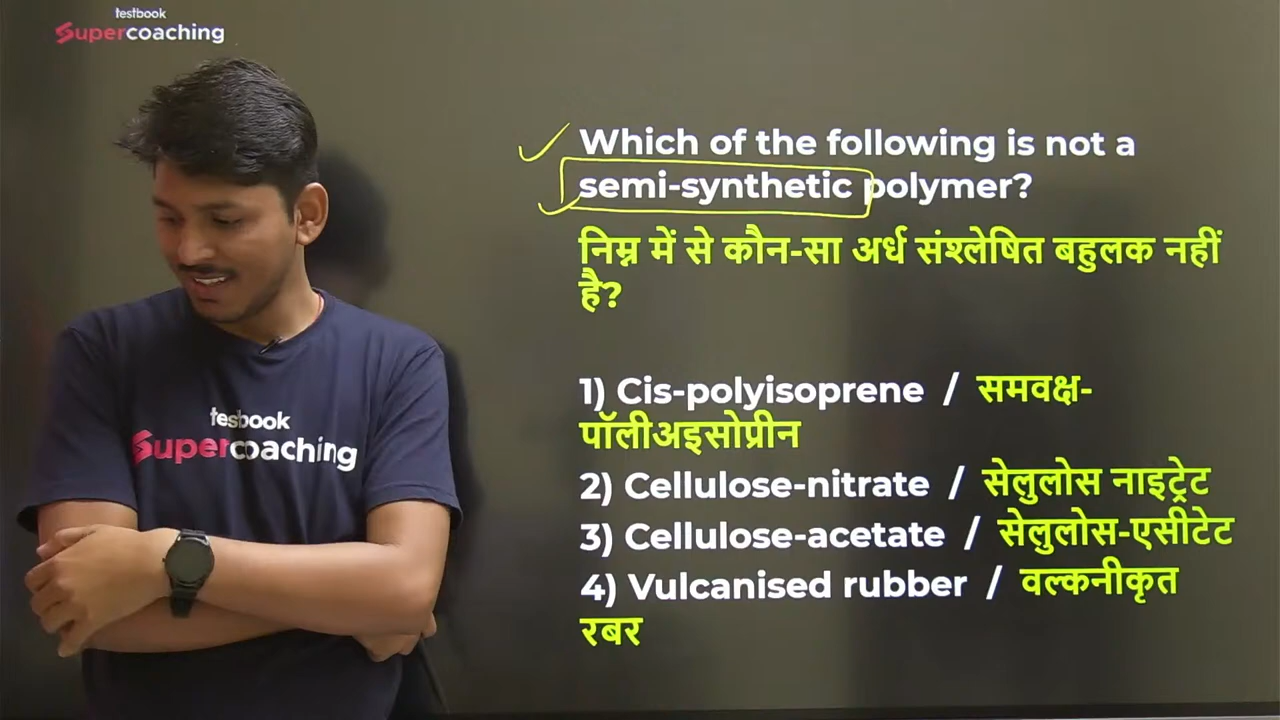 testbook
Supercoaching
Which of the following is not a
semi-synthetic polymer?
निम्न में से कौन-सा अर्ध संश्लेषित बहुलक नहीं
है?
1) Cis-polyisoprene / समवक्ष-
पॉलीअइसोप्रीन
2) Cellulose-nitrate / सेलुलोस नाइट्रेट
3) Cellulose-acetate / सेलुलोस-एसीटेट
4) Vulcanised rubber / वल्कनीकृत
रबर
tesbook
Supercoaching